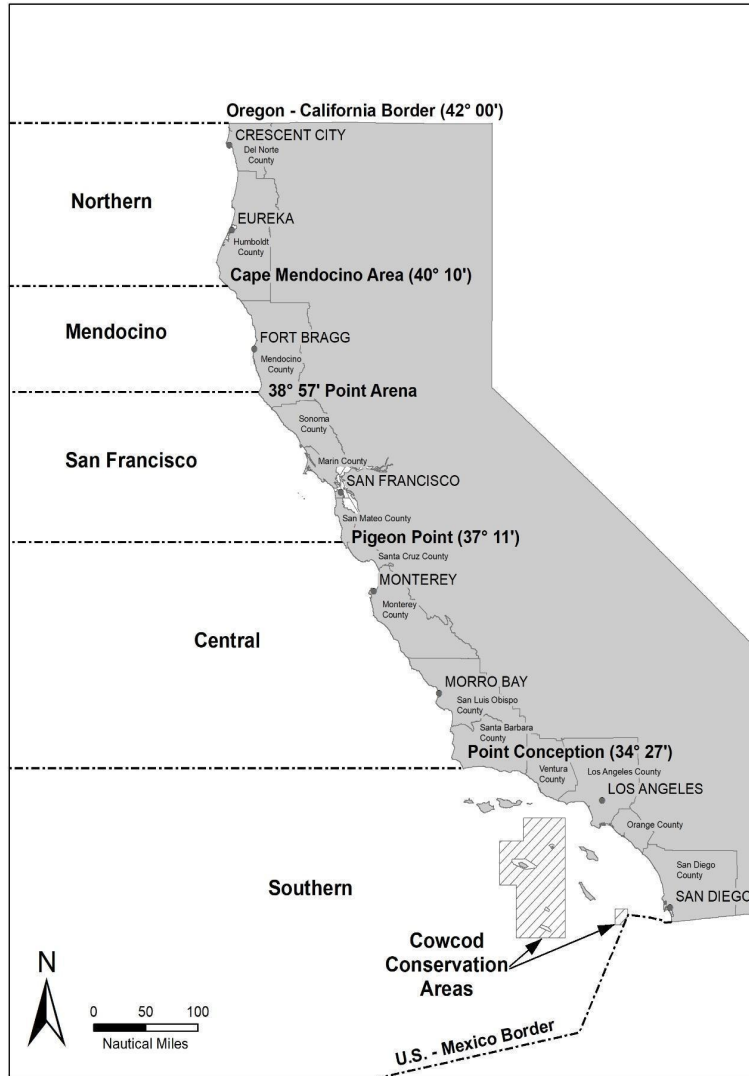 Oregon - California Border (42° 00')
CRESCENT CITY
Del Norte
County
Northern
EUREKA
Humboldt
County
Cape Mendocino Area (40° 10')
Mendocino
FORT BRAGG
Mendocino
County
38° 57' Point Arena
Sonoma
County
San Francisco
Marin County
SAN FRANCISCO
San Mateo County
Pigeon Point (37° 11')
Santa Cruz County
MONTEREY
Monterey
County
Central
MORRO BAY
San Luis Obispo
County
Santa Barbara
County
Point Conception (34° 27')
Ventura
County
Los Angeles County
LOS ANGELES
Orange County
San Diego
County
Southern
SAN DIEGO
Cowcod
Conservation
Areas
N
0 50 100
Nautical Miles
U.S. - Mexico Border